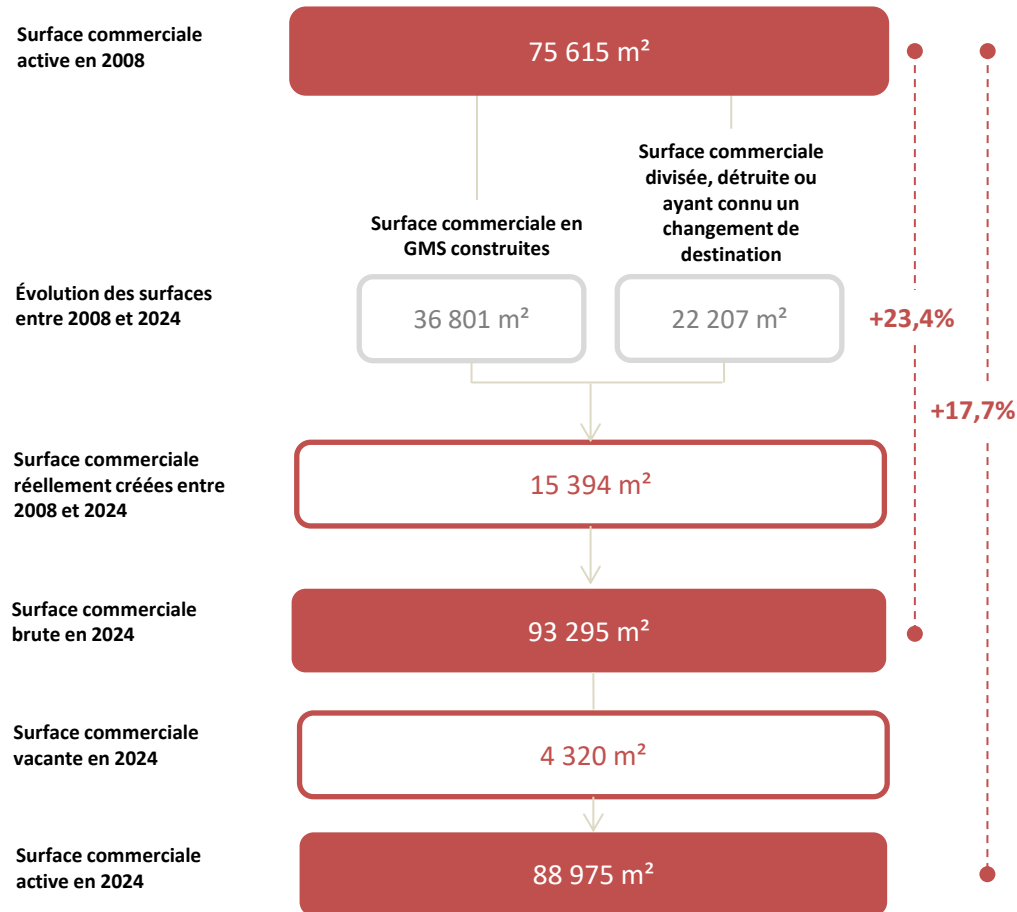 Surface commerciale
active en 2008
75 615 m²
Surface commerciale
divisée, détruite ou
ayant connu un
changement de
destination
Surface commerciale en
GMS construites
Évolution des surfaces
entre 2008 et 2024
36 801 m²
22 207 m²
+23,4%
+17,7%
Surface commerciale
réellement créées entre
2008 et 2024
15 394 m²
Surface commerciale
brute en 2024
93 295 m²
Surface commerciale
vacante en 2024
4 320 m²
Surface commerciale
active en 2024
88 975 m²